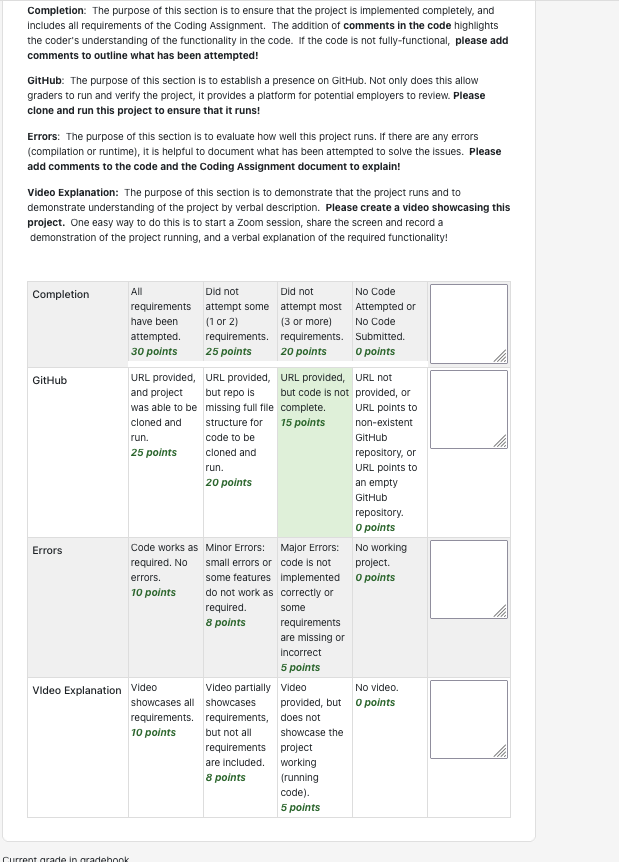 Completion: The purpose of this section is to ensure that the project is implemented completely, and
includes all requirements of the Coding Assignment. The addition of comments in the code highlights
the coder's understanding of the functionality in the code. If the code is not fully-functional, please add
comments to outline what has been attempted!
GitHub: The purpose of this section is to establish a presence on GitHub. Not only does this allow
graders to run and verify the project, it provides a platform for potential employers to review. Please
clone and run this project to ensure that it runs!
Errors: The purpose of this section is to evaluate how well this project runs. If there are any errors
(compilation or runtime), it is helpful to document what has been attempted to solve the issues. Please
add comments to the code and the Coding Assignment document to explain!
Video Explanation: The purpose of this section is to demonstrate that the project runs and to
demonstrate understanding of the project by verbal description. Please create a video showcasing this
project. One easy way to do this is to start a Zoom session, share the screen and record a
demonstration of the project running, and a verbal explanation of the required functionality!
Completion
All
requirements
have been
attempted.
30 points
Did not
attempt some
(1 or 2)
requirements.
25 points
Did not
attempt most
(3 or more)
requirements.
20 points
No Code
Attempted or
No Code
Submitted.
0 points
GitHub
URL provided,
and project
was able to be
cloned and
run.
25 points
URL provided,
but repo is
missing full file
structure for
code to be
cloned and
run.
20 points
URL provided,
but code is not
complete.
15 points
URL not
provided, or
URL points to
non-existent
GitHub
repository, or
URL points to
an empty
GitHub
repository.
0 points
Errors
Code works as
required. No
errors.
10 points
Minor Errors:
small errors or
some features
do not work as
required.
8 points
Major Errors:
code is not
implemented
correctly or
some
requirements
are missing or
incorrect
5 points
No working
project.
0 points
VIdeo Explanation
Video
showcases all
requirements.
10 points
Video partially
showcases
requirements,
but not all
requirements
are included.
8 points
Video
provided, but
does not
showcase the
project
working
(running
code).
5 points
No video.
0 points
Current grade in gradebook